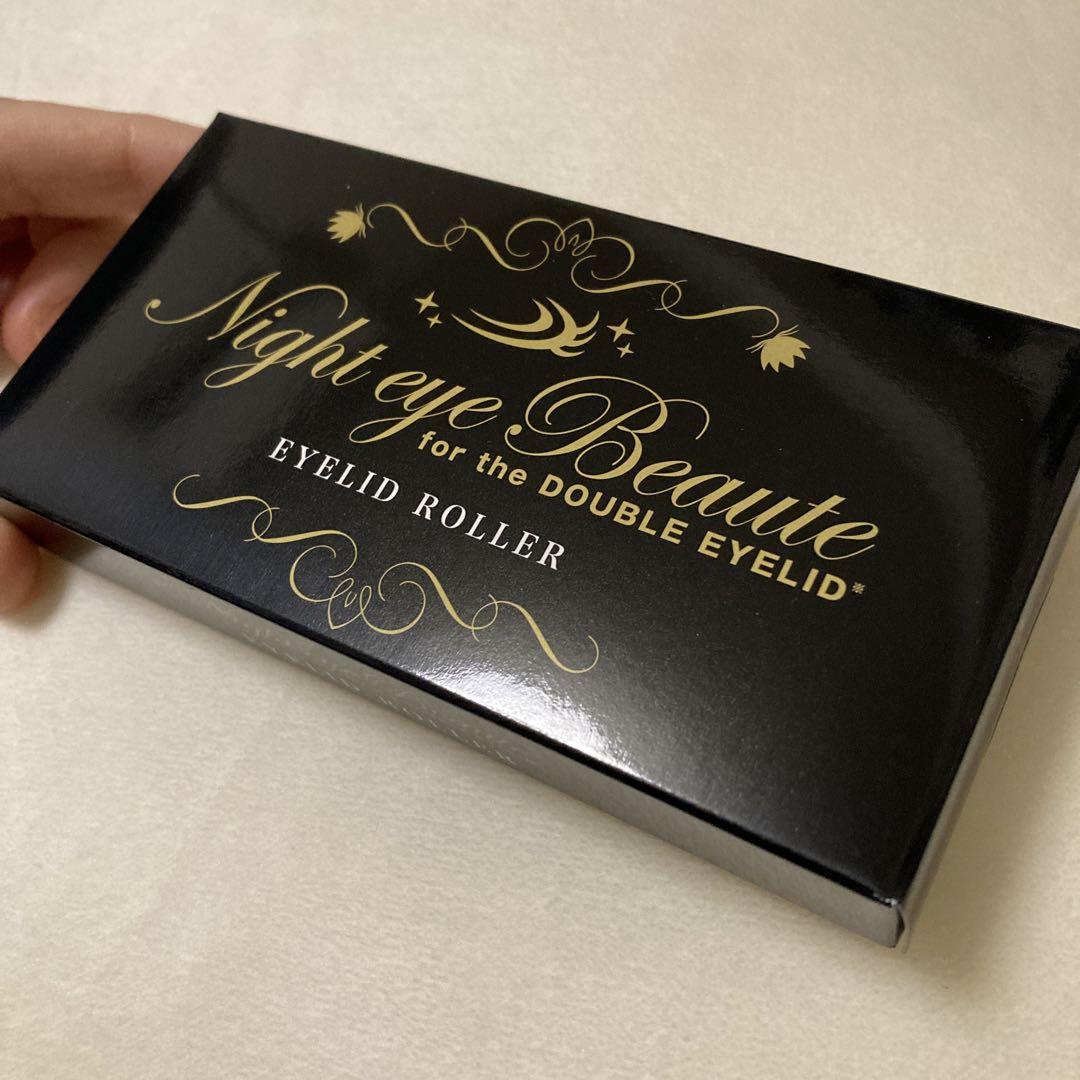 Night eye Beaute
for the DOUBLE EYELID※
EYELID ROLLER